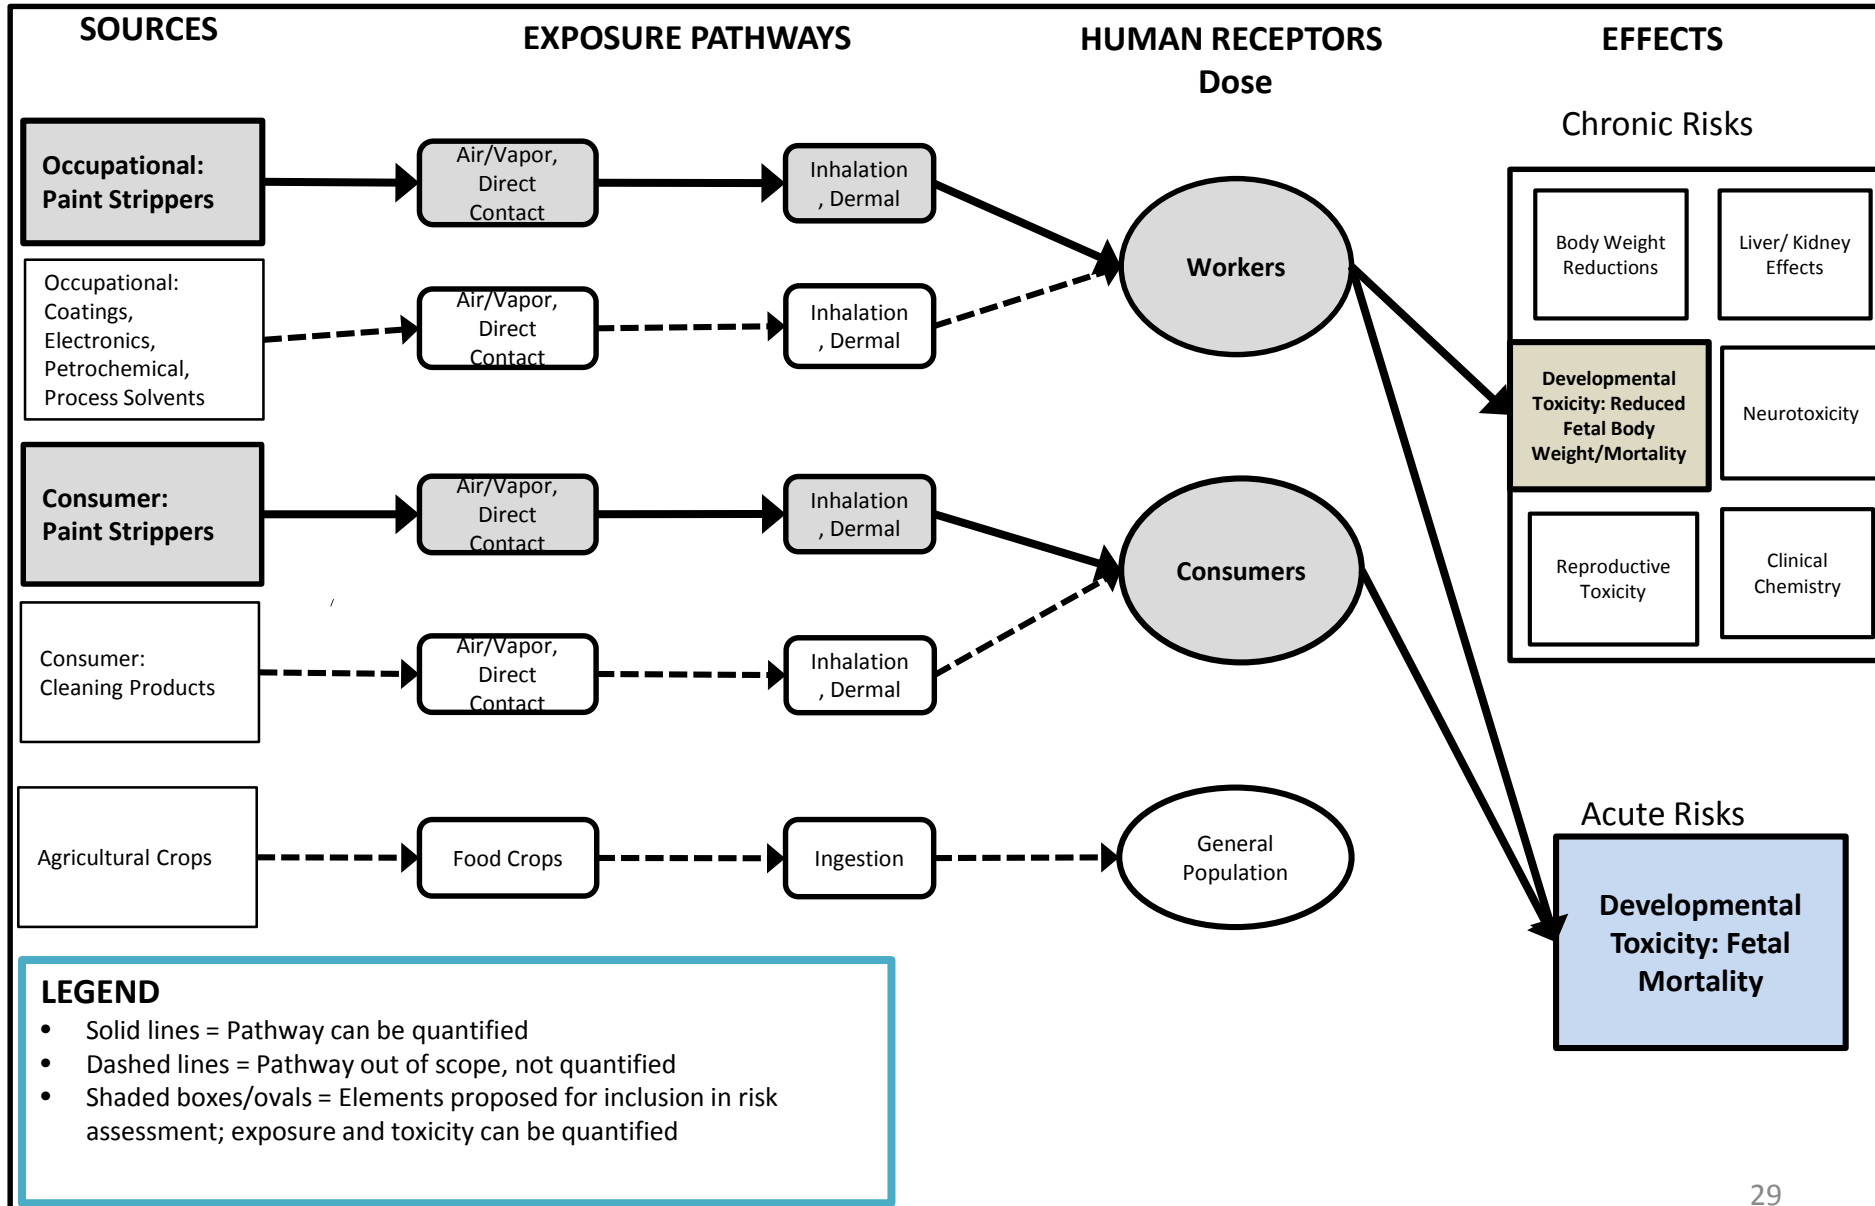 SOURCES
EXPOSURE PATHWAYS
HUMAN RECEPTORS
Dose
EFFECTS
Chronic Risks
Occupational:
Paint Strippers
Air/Vapor,
Direct
Contact
Inhalation
, Dermal
Workers
Body Weight
Reductions
Liver/ Kidney
Effects
Occupational:
Coatings,
Electronics,
Petrochemical,
Process Solvents
Air/Vapor,
Direct
Contact
Inhalation
, Dermal
Developmental
Toxicity: Reduced
Fetal Body
Weight/Mortality
Neurotoxicity
Consumer:
Paint Strippers
Air/Vapor,
Direct
Contact
Inhalation
, Dermal
Consumers
Reproductive
Toxicity
Clinical
Chemistry
/
Consumer:
Cleaning Products
Air/Vapor,
Direct
Contact
Inhalation
, Dermal
Agricultural Crops
Food Crops
Ingestion
General
Population
Acute Risks
Developmental
Toxicity: Fetal
Mortality
LEGEND
• Solid lines = Pathway can be quantified
• Dashed lines = Pathway out of scope, not quantified
• Shaded boxes/ovals = Elements proposed for inclusion in risk
assessment; exposure and toxicity can be quantified
29